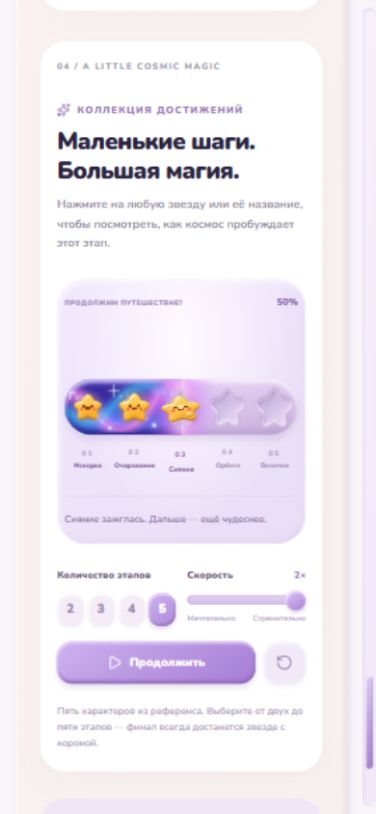 04 / A LITTLE COSMIC MAGIC
КОЛЛЕКЦИЯ ДОСТИЖЕНИЙ
Маленькие шаги.
Большая магия.
Нажмите на любую звезду или её название,
чтобы посмотреть, как космос пробуждает
этот этап.
ПРОДОЛЖИМ ПУТЕШЕСТВИЕ? 50%
01 02 03 04 05
Искорка Очарование Сияние Орбита Величие
Сияние зажглась. Дальше — ещё чудеснее.
Количество этапов Скорость 2×
2 3 4 5
Мечтательно Стремительно
Продолжить
Пять характеров из референса. Выберите от двух до
пяти этапов — финал всегда достанется звезде с
короной.